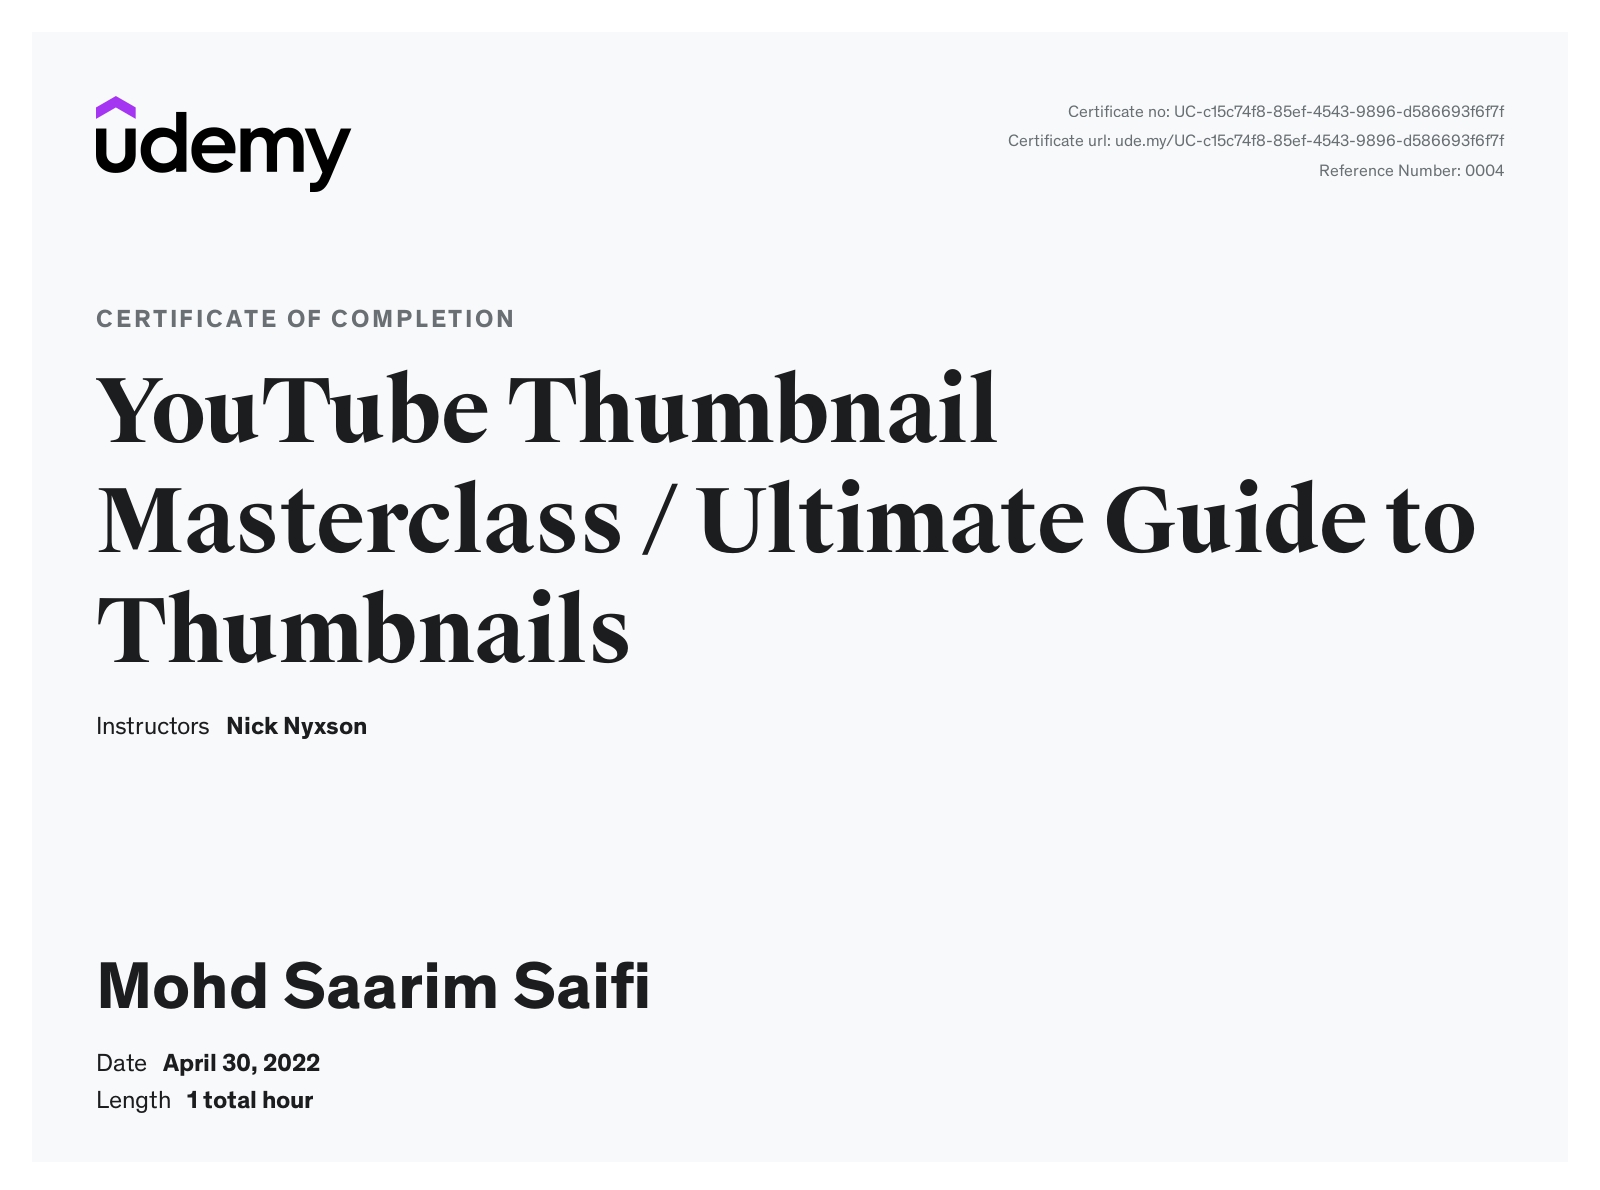 udemy
Certificate no: UC-c15c74f8-85ef-4543-9896-d586693f6f7f
Certificate url: ude.my/UC-c15c74f8-85ef-4543-9896-d586693f6f7f
Reference Number: 0004
CERTIFICATE OF COMPLETION
YouTube Thumbnail
Masterclass / Ultimate Guide to
Thumbnails
Instructors Nick Nyxson
Mohd Saarim Saifi
Date April 30, 2022
Length 1 total hour